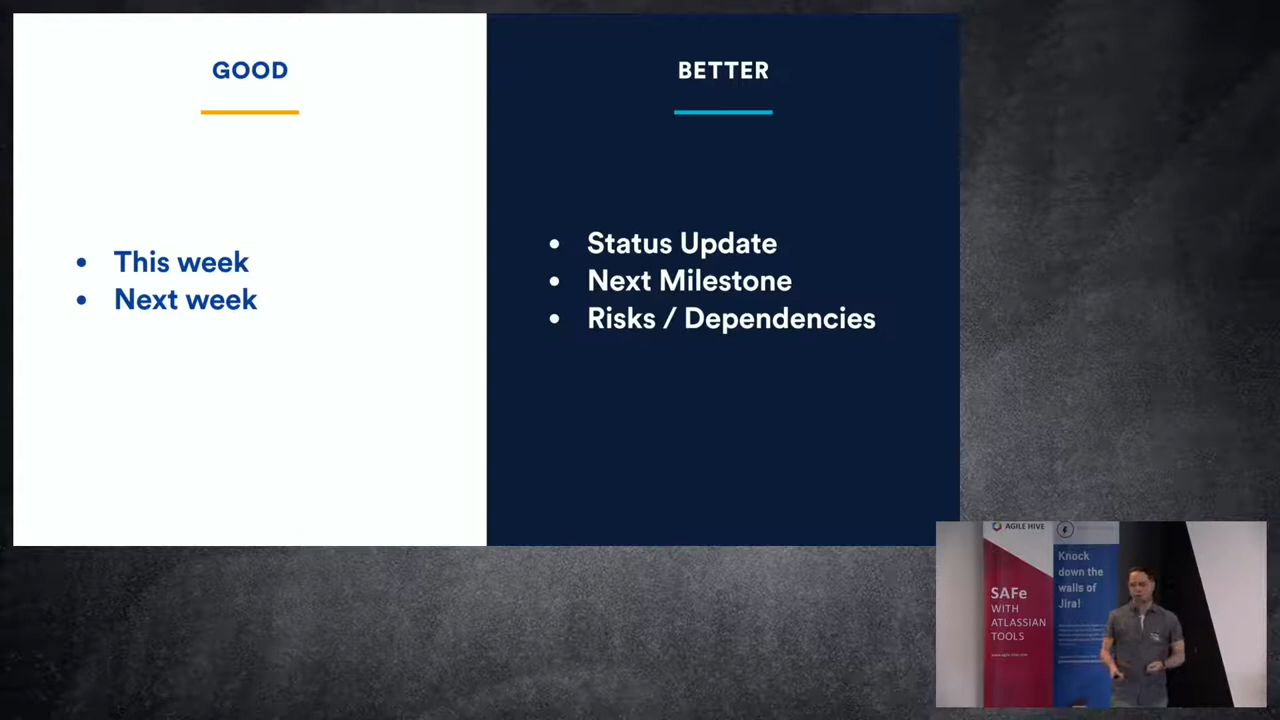 GOOD
• This week
• Next week
BETTER
• Status Update
• Next Milestone
• Risks / Dependencies
AGILE HIVE
SAFe
WITH
ATLASSIAN
TOOLS
Knock
down the
walls of
Jira!